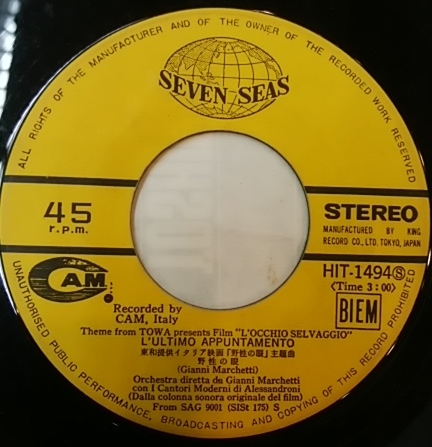 ALL RIGHTS OF THE MANUFACTURER AND OF THE OWNER OF THE RECORDED WORK RESERVED
SEVEN SEAS
45
r.p.m.
STEREO
MANUFACTURED BY KING
RECORD CO., LTD. TOKYO, JAPAN
CAM
HIT-1494Ⓢ
(Time 3:00)
BIEM
Recorded by
CAM, Italy
Theme from TOWA presents Film "L'OCCHIO SELVAGGIO"
L'ULTIMO APPUNTAMENTO
東和提供イタリア映画「野性の眼」主題曲
野性の眼
(Gianni Marchetti)
Orchestra diretta da Gianni Marchetti
con I Cantori Moderni di Alessandroni
(Dalla colonna sonora originale del film)
From SAG 9001 (SISt 175) S
UNAUTHORISED PUBLIC PERFORMANCE, BROADCASTING AND COPYING OF THIS RECORD PROHIBITED